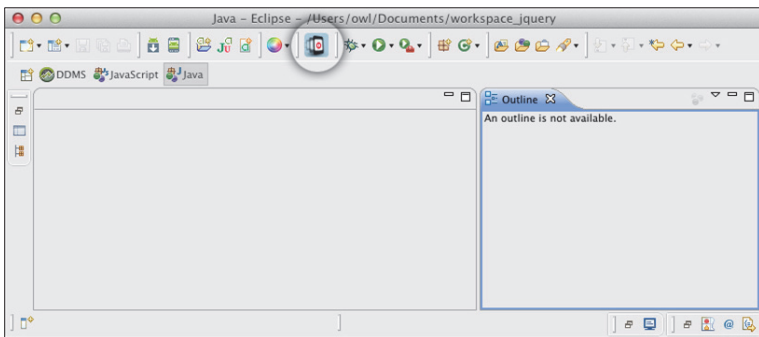 Java – Eclipse – /Users/owl/Documents/workspace_jquery
DDMS JavaScript Java
Outline
An outline is not available.